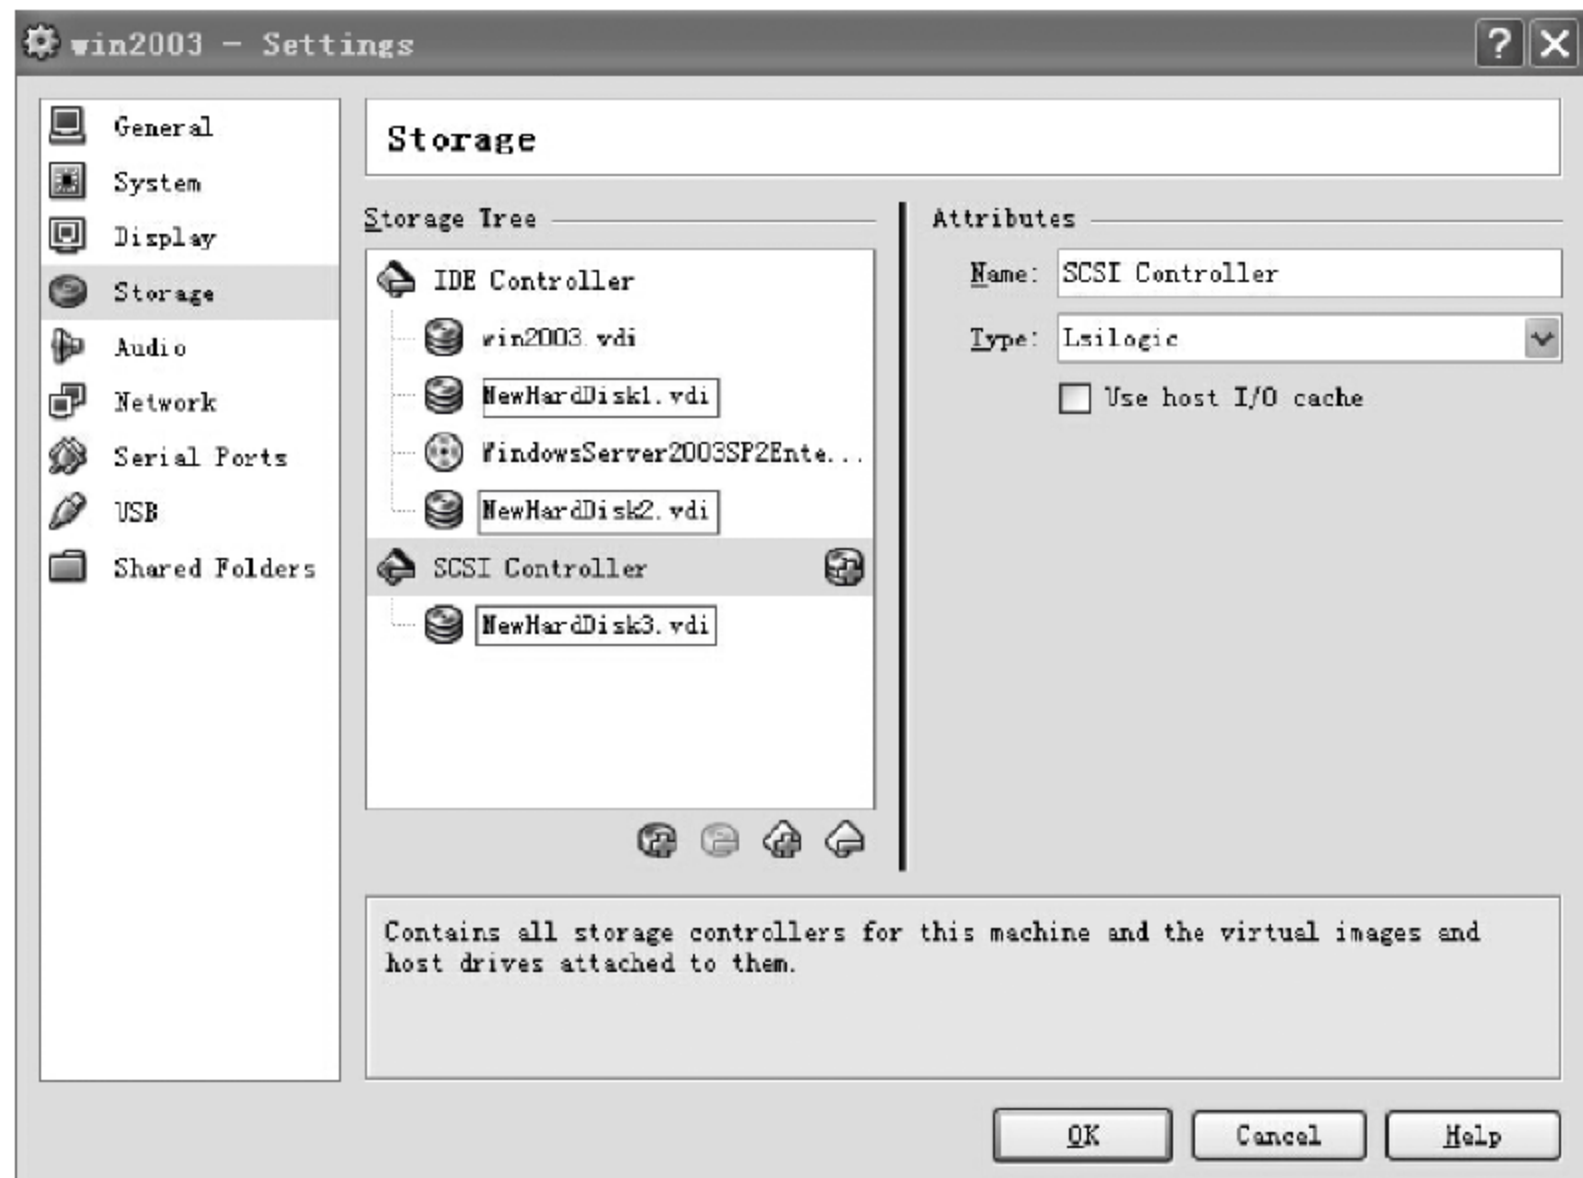 win2003 - Settings
General
System
Display
Storage
Audio
Network
Serial Ports
USB
Shared Folders
Storage
Storage Tree
IDE Controller
win2003.vdi
NewHardDisk1.vdi
WindowsServer2003SP2Ente...
NewHardDisk2.vdi
SCSI Controller
NewHardDisk3.vdi
Attributes
Name: SCSI Controller
Type: Lsilogic
Use host I/O cache
Contains all storage controllers for this machine and the virtual images and
host drives attached to them.
OK Cancel Help